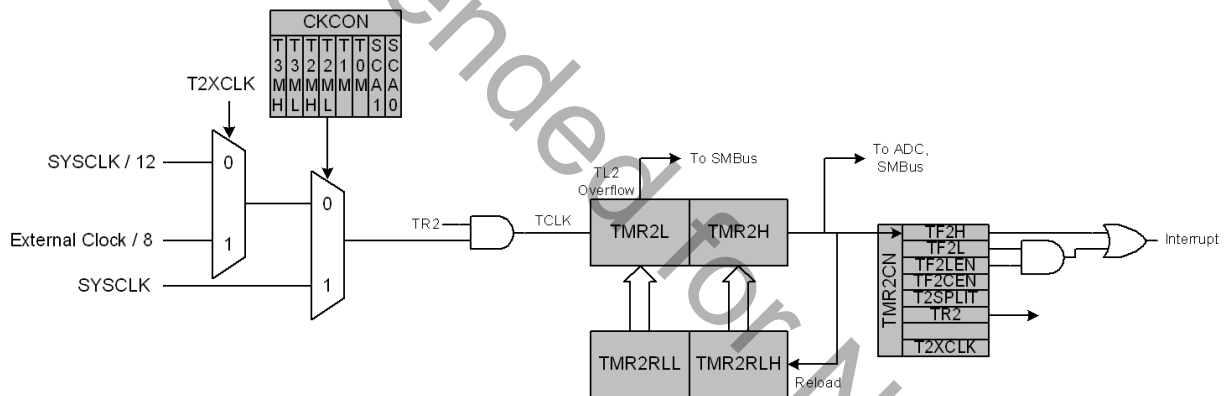 CKCON
T3MH T3ML T2MH T2ML T1M T0M SCA1 SCA0
T2XCLK
SYSCLK / 12
0
External Clock / 8
1
SYSCLK
0
1
TR2
TCLK
TL2
Overflow
To SMBus
To ADC,
SMBus
TMR2L
TMR2H
TMR2RLL
TMR2RLH
Reload
TMR2CN
TF2H
TF2L
TF2LEN
TF2CEN
T2SPLIT
TR2
T2XCLK
Interrupt
ended for N